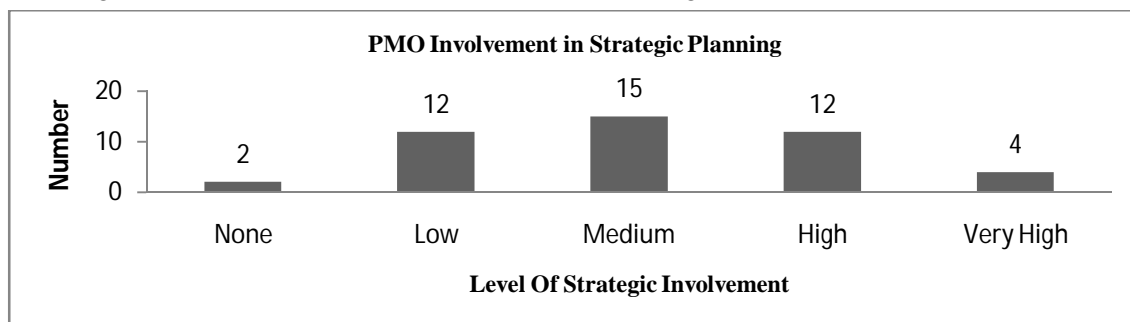 PMO Involvement in Strategic Planning
Number
20
10
0
2
12
15
12
4
None Low Medium High Very High
Level Of Strategic Involvement